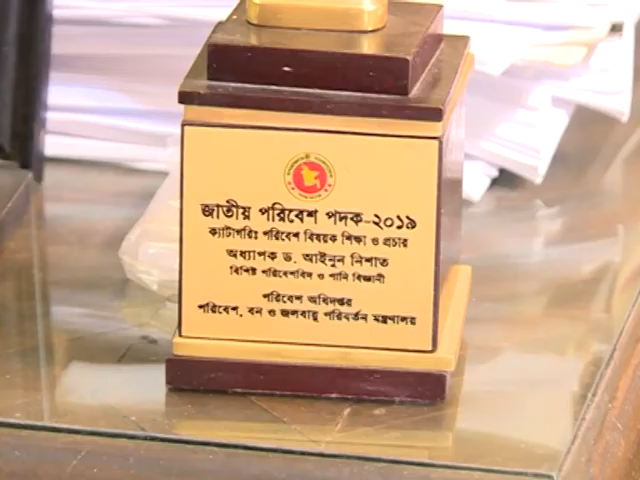 জাতীয় পরিবেশ পদক-২০১৯
ক্যাটাগরিঃ পরিবেশ বিষয়ক শিক্ষা ও প্রচার
অধ্যাপক ড. আইনুন নিশাত
বিশিষ্ট পরিবেশবিদ ও পানি বিজ্ঞানী
পরিবেশ অধিদপ্তর
পরিবেশ, বন ও জলবায়ু পরিবর্তন মন্ত্রণালয়